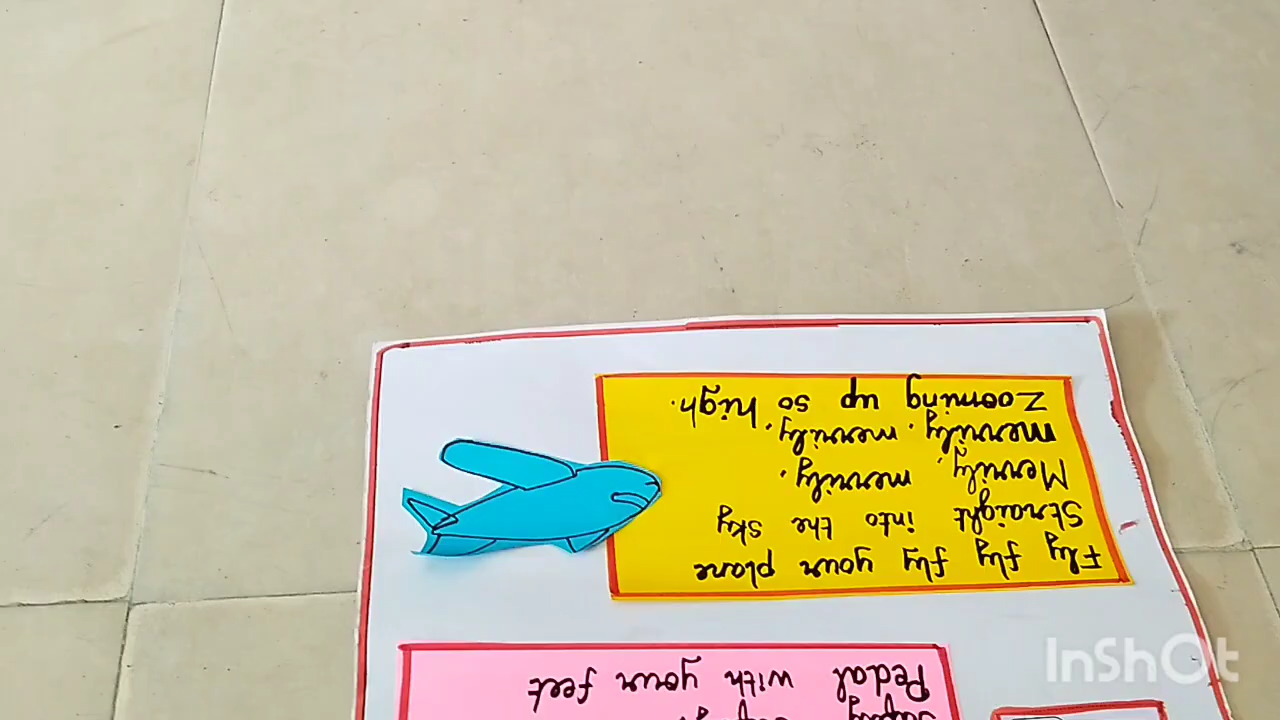 Pedal with your feet
Fly fly fly your plane
Straight into the sky
Merrily, merrily,
merrily, merrily,
Zooming up so high.
InShOt